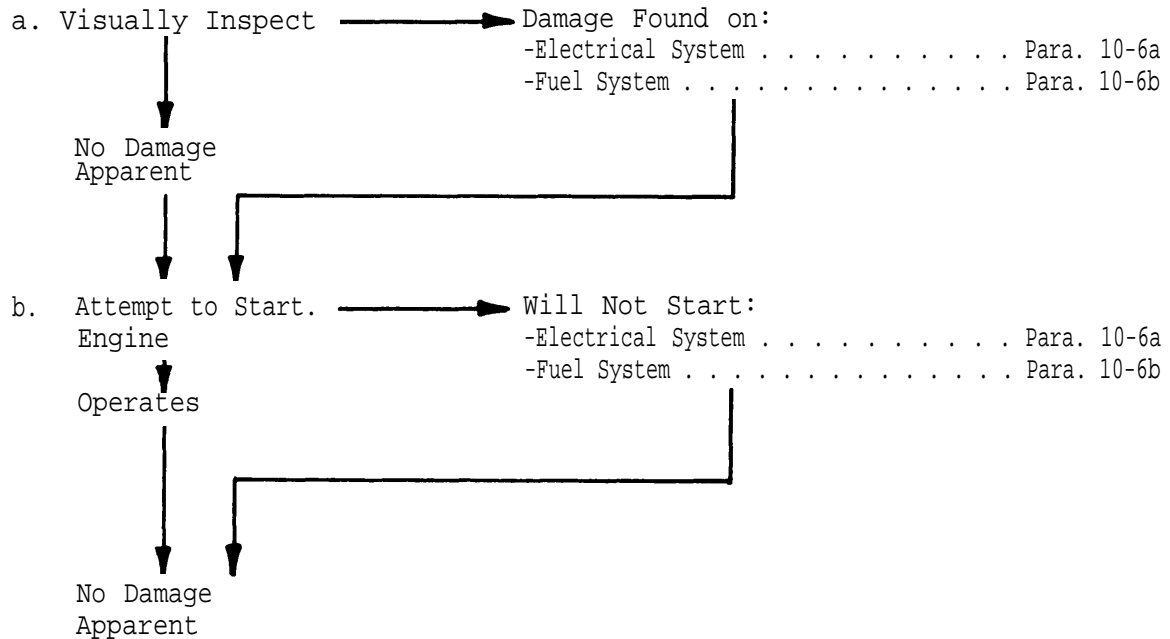 a. Visually Inspect
Damage Found on:
-Electrical System . . . . . . . . . . Para. 10-6a
-Fuel System . . . . . . . . . . . . . . Para. 10-6b
No Damage
Apparent
b. Attempt to Start.
Engine
Will Not Start:
-Electrical System . . . . . . . . . . Para. 10-6a
-Fuel System . . . . . . . . . . . . . . Para. 10-6b
Operates
No Damage
Apparent